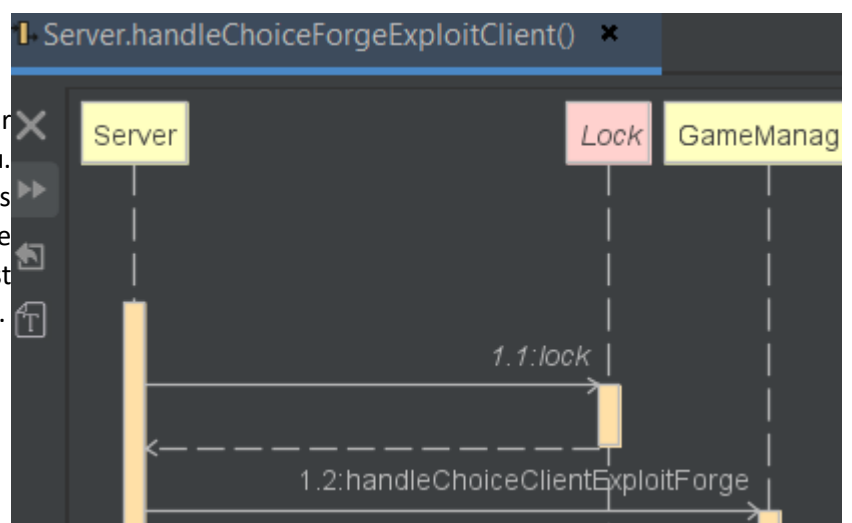 Server.handleChoiceForgeExploitClient()
Server
Lock
GameManag
1.1:lock
1.2:handleChoiceClientExploitForge